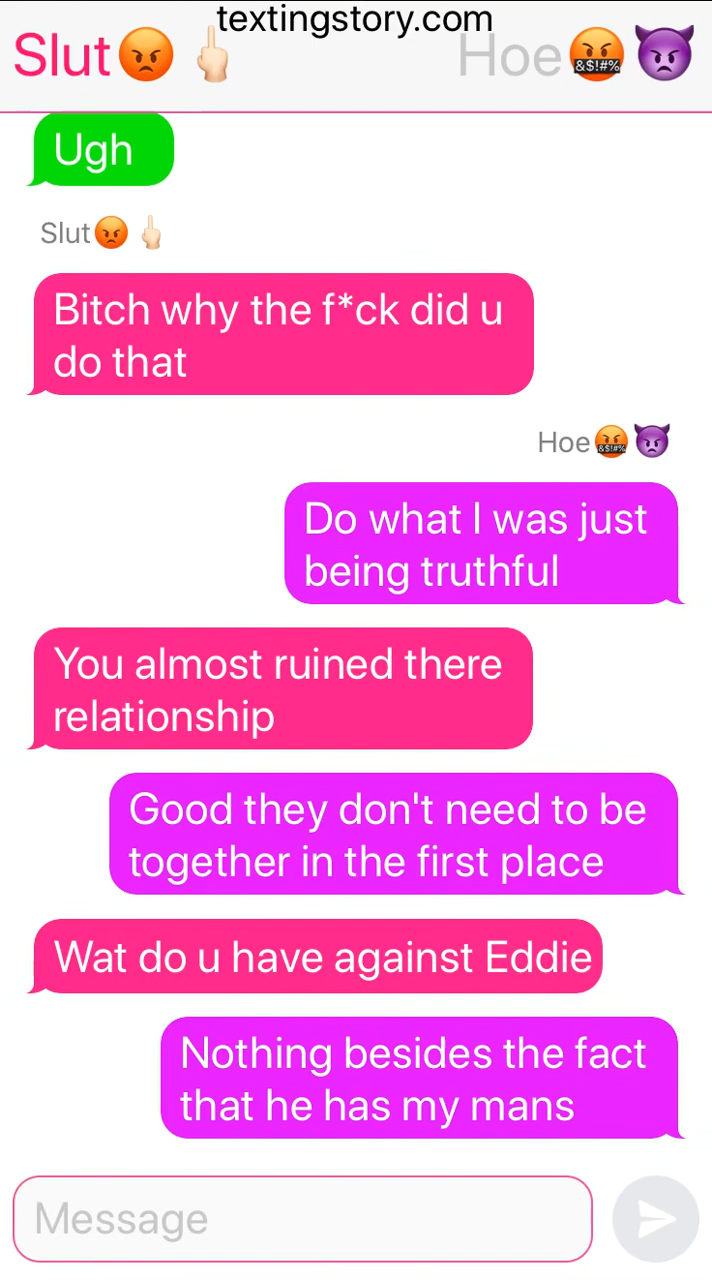 textingstory.com
Slut😡🖕🏻 Hoe🤬👿
Ugh
Slut😡🖕🏻
Bitch why the f*ck did u
do that
Hoe🤬👿
Do what I was just
being truthful
You almost ruined there
relationship
Good they don't need to be
together in the first place
Wat do u have against Eddie
Nothing besides the fact
that he has my mans
Message